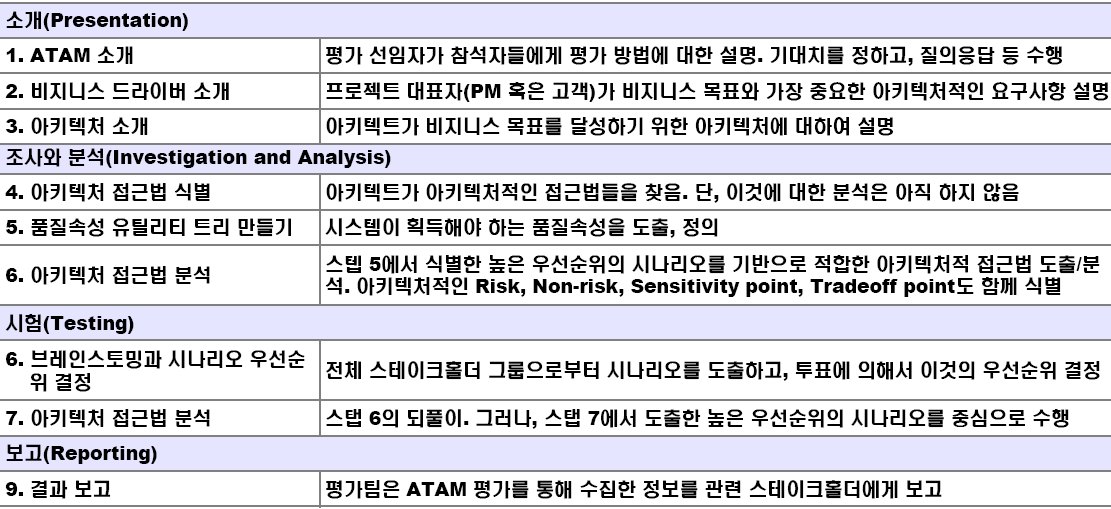 소개(Presentation)
1. ATAM 소개
평가 선임자가 참석자들에게 평가 방법에 대한 설명. 기대치를 정하고, 질의응답 등 수행
2. 비지니스 드라이버 소개
프로젝트 대표자(PM 혹은 고객)가 비지니스 목표와 가장 중요한 아키텍처적인 요구사항 설명
3. 아키텍처 소개
아키텍트가 비지니스 목표를 달성하기 위한 아키텍처에 대하여 설명
조사와 분석(Investigation and Analysis)
4. 아키텍처 접근법 식별
아키텍트가 아키텍처적인 접근법들을 찾음. 단, 이것에 대한 분석은 아직 하지 않음
5. 품질속성 유틸리티 트리 만들기
시스템이 획득해야 하는 품질속성을 도출, 정의
6. 아키텍처 접근법 분석
스텝 5에서 식별한 높은 우선순위의 시나리오를 기반으로 적합한 아키텍처적 접근법 도출/분
석. 아키텍처적인 Risk, Non-risk, Sensitivity point, Tradeoff point도 함께 식별
시험(Testing)
6. 브레인스토밍과 시나리오 우선순
위 결정
전체 스테이크홀더 그룹으로부터 시나리오를 도출하고, 투표에 의해서 이것의 우선순위 결정
7. 아키텍처 접근법 분석
스탭 6의 되풀이. 그러나, 스탭 7에서 도출한 높은 우선순위의 시나리오를 중심으로 수행
보고(Reporting)
9. 결과 보고
평가팀은 ATAM 평가를 통해 수집한 정보를 관련 스테이크홀더에게 보고